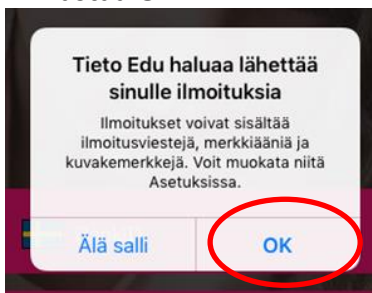 Tieto Edu haluaa lähettää
sinulle ilmoituksia
Ilmoitukset voivat sisältää
ilmoitusviestejä, merkkiääniä ja
kuvakemerkkejä. Voit muokata niitä
Asetuksissa.
Älä salli
OK